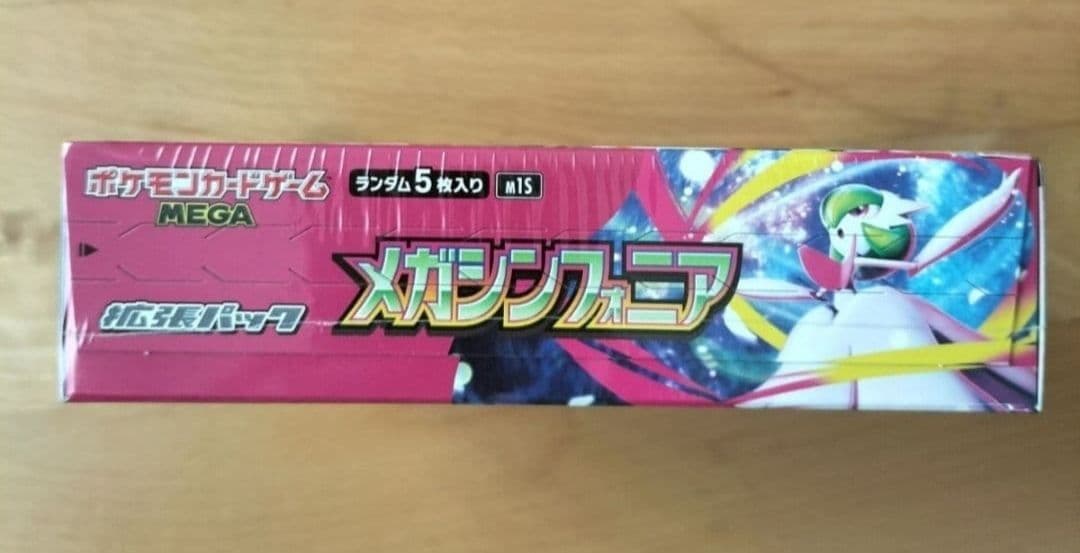 ポケモンカードゲーム
MEGA
ランダム5枚入り M1S
メガシンフォニア
拡張パック